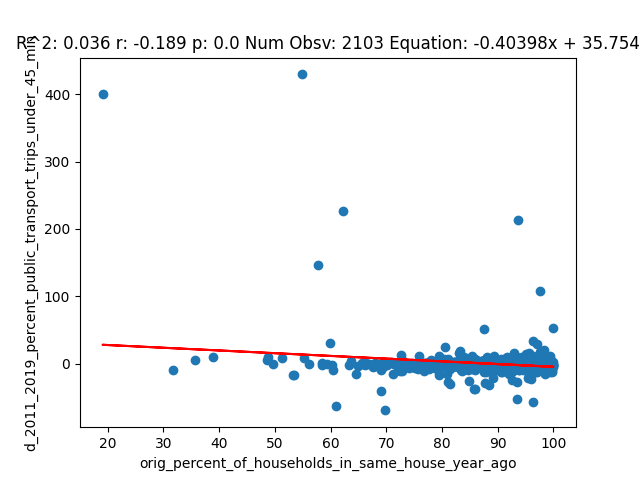 R^2: 0.036 r: -0.189 p: 0.0 Num Obsv: 2103 Equation: -0.40398x + 35.754
d_2011_2019_percent_public_transport_trips_under_45_min
400
300
200
100
0
20 30 40 50 60 70 80 90 100
orig_percent_of_households_in_same_house_year_ago